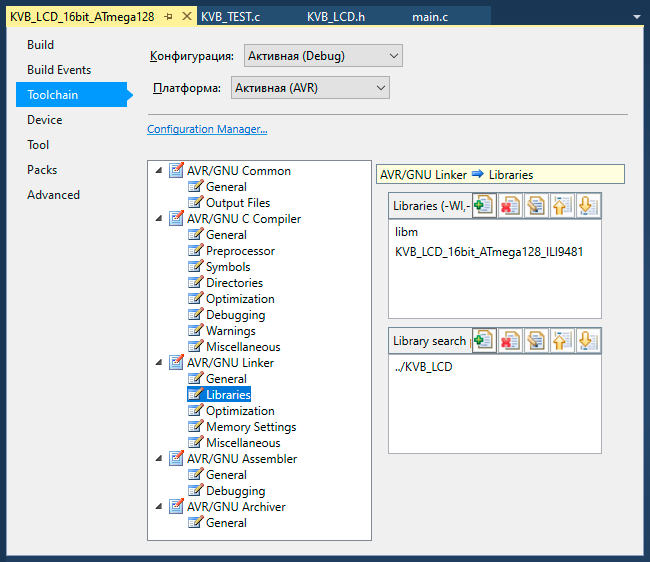 KVB_LCD_16bit_ATmega128 KVB_TEST.c KVB_LCD.h main.c
Build
Build Events
Toolchain
Device
Tool
Packs
Advanced
Конфигурация: Активная (Debug)
Платформа: Активная (AVR)
Configuration Manager...
AVR/GNU Common
General
Output Files
AVR/GNU C Compiler
General
Preprocessor
Symbols
Directories
Optimization
Debugging
Warnings
Miscellaneous
AVR/GNU Linker
General
Libraries
Optimization
Memory Settings
Miscellaneous
AVR/GNU Assembler
General
Debugging
AVR/GNU Archiver
General
AVR/GNU Linker Libraries
Libraries (-Wl,-
libm
KVB_LCD_16bit_ATmega128_ILI9481
Library search
../KVB_LCD